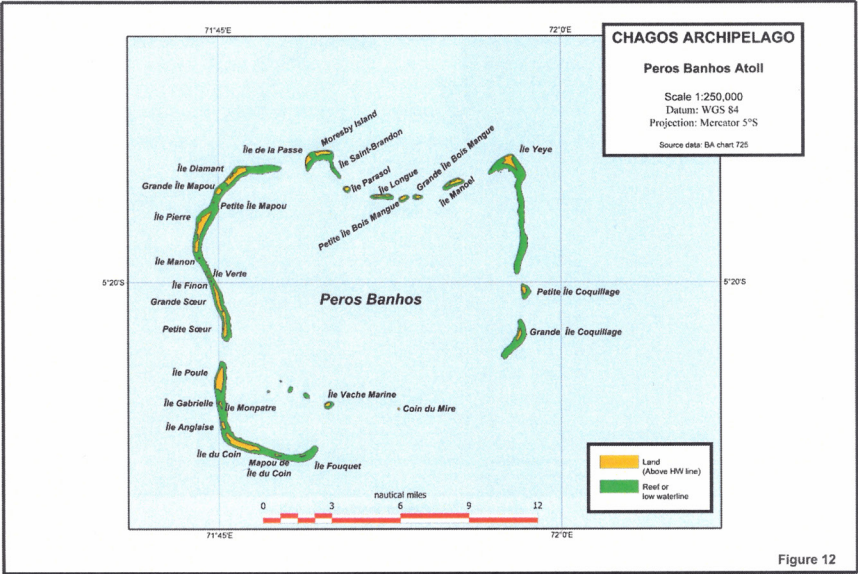 71°45'E
72°0'E
CHAGOS ARCHIPELAGO
Peros Banhos Atoll
Scale 1:250,000
Datum: WGS 84
Projection: Mercator 5°S
Source data: BA chart 725
Moresby Island
Île de la Passe
Île Saint-Brandon
Île Yeye
Île Diamant
Île Parasol
Île Longue
Grande Île Bois Mangue
Grande Île Mapou
Île Manoel
Petite Île Mapou
Petite Île Bois Mangue
Île Pierre
Île Manon
Île Verte
5°20'S
5°20'S
Île Finon
Petite Île Coquillage
Grande Sœur
Peros Banhos
Petite Sœur
Grande Île Coquillage
Île Poule
Île Vache Marine
Île Gabrielle
Île Monpatre
Coin du Mire
Île Anglaise
Île du Coin
Mapou de
Île du Coin
Île Fouquet
Land
(Above HW line)
Reef or
low waterline
nautical miles
0 3 6 9 12
71°45'E
72°0'E
Figure 12